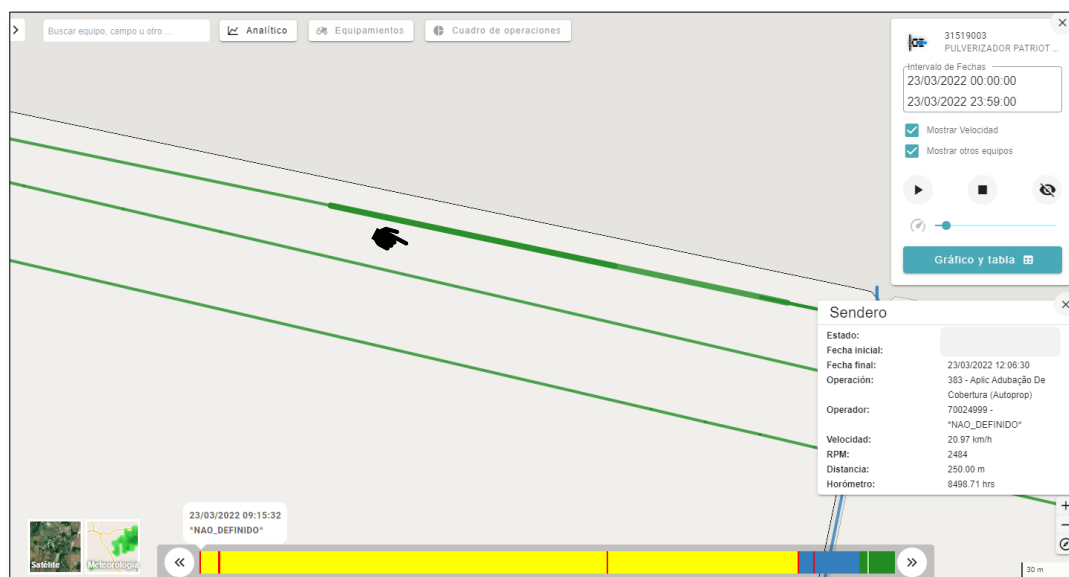 Buscar equipo, campo u otro ...
Analítico
Equipamientos
Cuadro de operaciones
31519003
PULVERIZADOR PATRIOT ...
Intervalo de Fechas
23/03/2022 00:00:00
23/03/2022 23:59:00
Mostrar Velocidad
Mostrar otros equipos
Gráfico y tabla
Sendero
Estado:
Fecha inicial:
Fecha final: 23/03/2022 12:06:30
Operación: 383 - Aplic Adubação De
Cobertura (Autoprop)
Operador: 70024999 -
*NAO_DEFINIDO*
Velocidad: 20.97 km/h
RPM: 2484
Distancia: 250.00 m
Horómetro: 8498.71 hrs
23/03/2022 09:15:32
*NAO_DEFINIDO*
Satélite
Meteorología
30 m